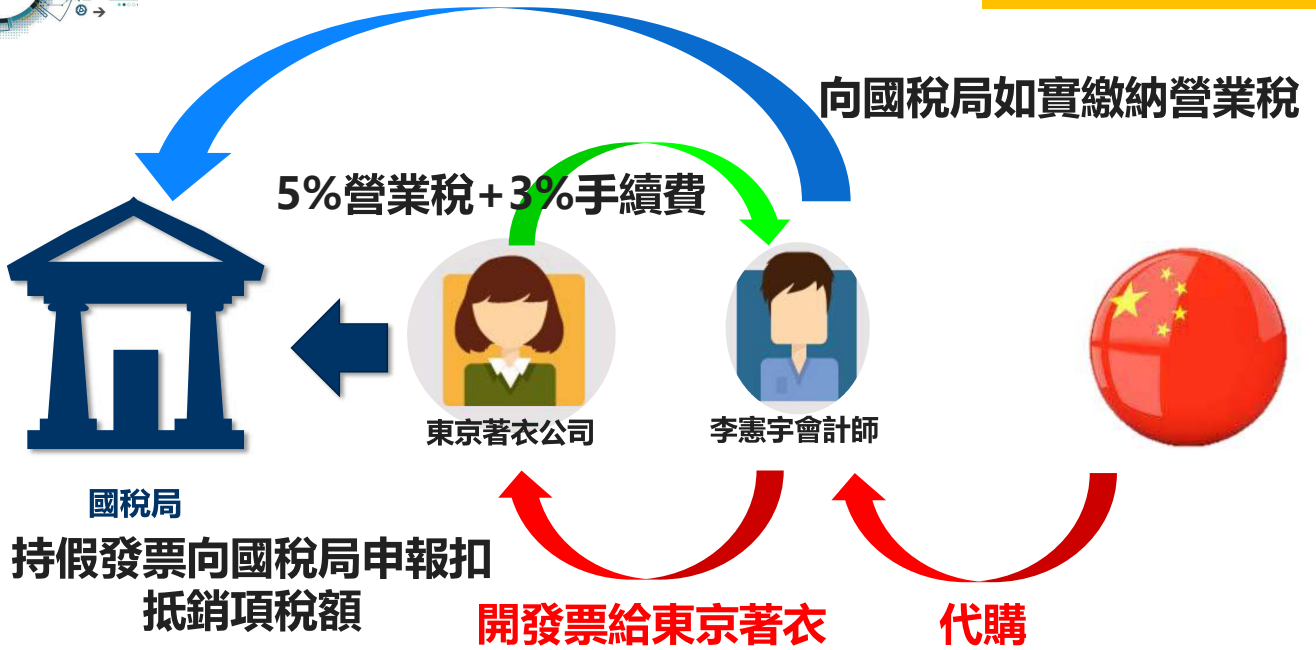 向國稅局如實繳納營業稅
5%營業稅+3%手續費
東京著衣公司
李憲宇會計師
國稅局
持假發票向國稅局申報扣
抵銷項稅額
開發票給東京著衣
代購